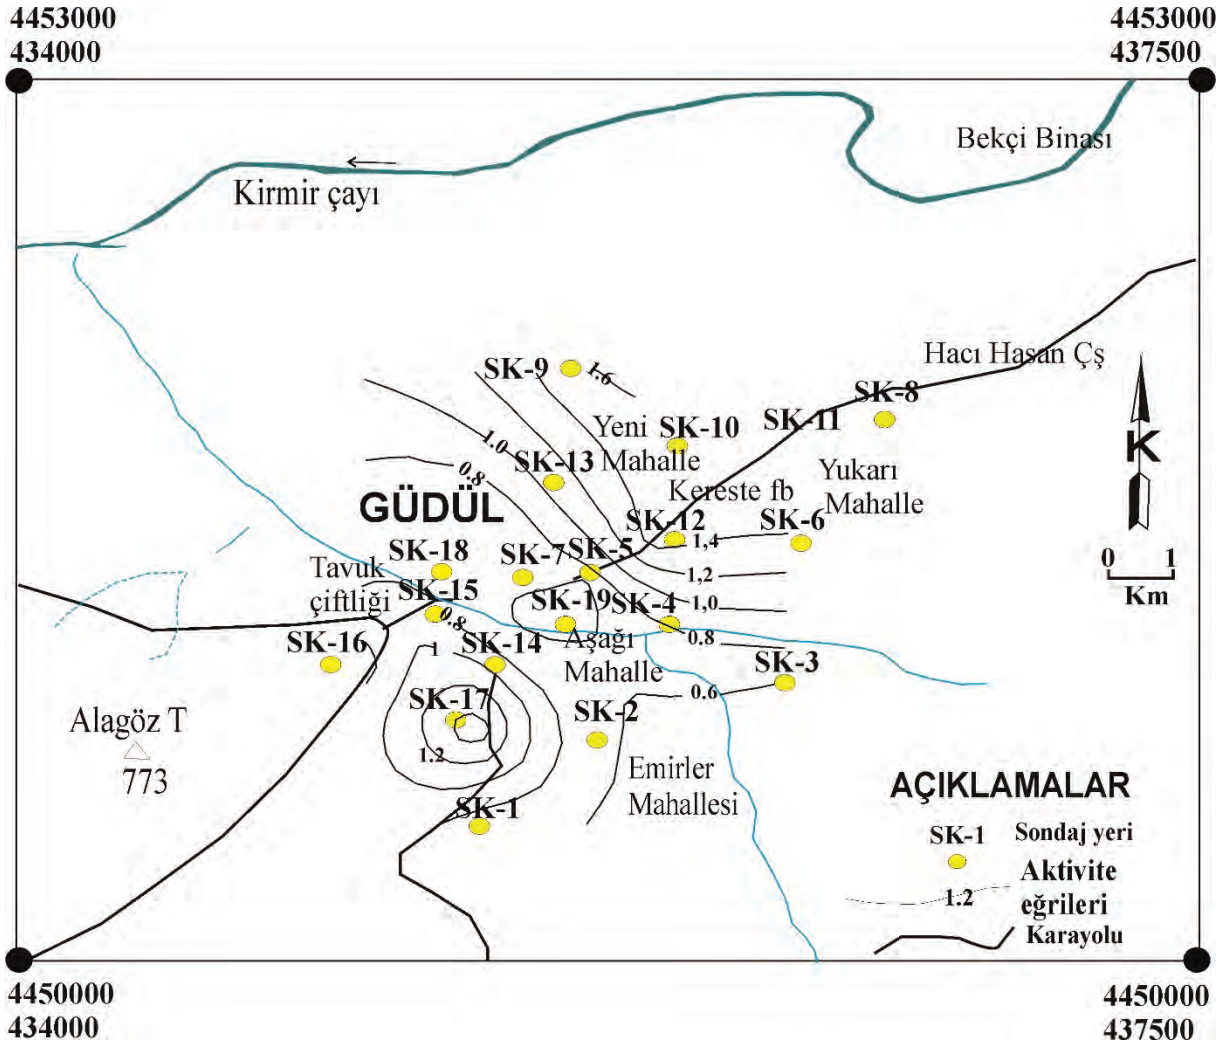 4453000
434000
4453000
437500
Bekçi Binası
Kirmir çayı
Hacı Hasan Çş
SK-9
1.6
SK-8
SK-11
Yeni
SK-10
Mahalle
1.0
SK-13
0.8
Yukarı
Mahalle
Kereste fb
K
GÜDÜL
SK-12
SK-6
1,4
SK-18
SK-7
SK-5
1,2
0
1
Km
Tavuk
çiftliği
SK-15
SK-19
SK-4
1.0
0.8
SK-16
1
SK-14
Aşağı
Mahalle
0.8
SK-3
0.6
SK-17
SK-2
Alagöz T
773
1.2
Emirler
Mahallesi
SK-1
AÇIKLAMALAR
SK-1
Sondaj yeri
1.2
Aktivite
eğrileri
Karayolu
4450000
434000
4450000
437500